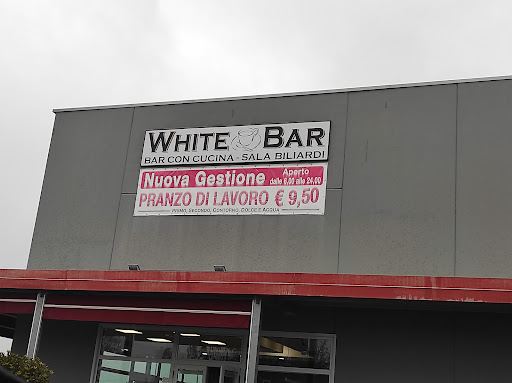 WHITE BAR
BAR CON CUCINA - SALA BILIARDI
Nuova Gestione Aperto
dalle 6,00 alle 24,00
PRANZO DI LAVORO € 9,50
PRIMO, SECONDO, CONTORNO, DOLCE E ACQUA